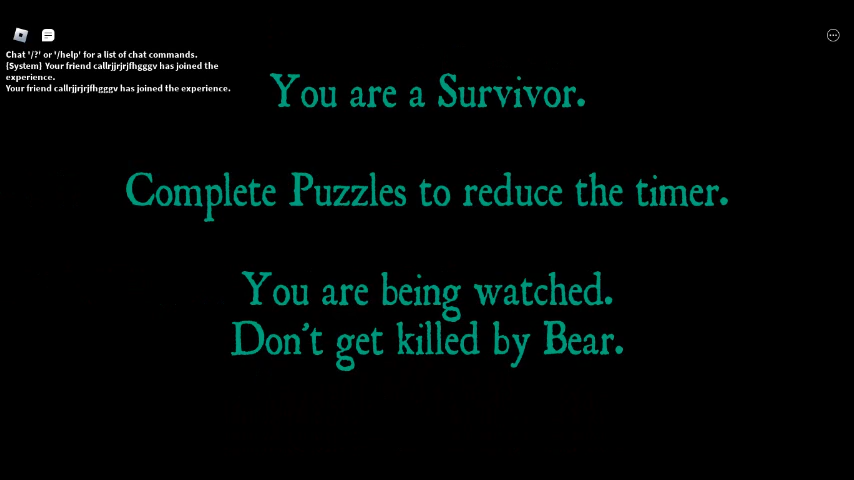 Chat '/?' or '/help' for a list of chat commands.
[System] Your friend callrjjrjrjfhgggv has joined the
experience.
Your friend callrjjrjrjfhgggv has joined the experience.
You are a Survivor.
Complete Puzzles to reduce the timer.
You are being watched.
Don't get killed by Bear.